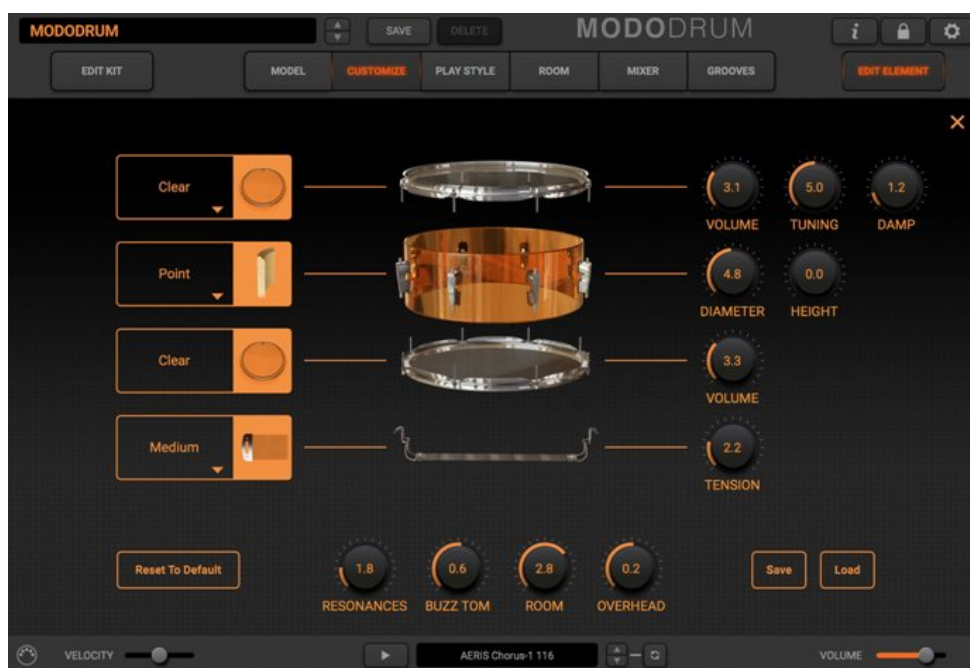 MODODRUM
SAVE
DELETE
MODODRUM
i
EDIT KIT
MODEL
CUSTOMIZE
PLAY STYLE
ROOM
MIXER
GROOVES
EDIT ELEMENT
Clear
3.1
5.0
1.2
VOLUME
TUNING
DAMP
Point
4.8
0.0
DIAMETER
HEIGHT
Clear
3.3
VOLUME
Medium
2.2
TENSION
Reset To Default
1.8
0.6
2.8
0.2
Save
Load
RESONANCES
BUZZ TOM
ROOM
OVERHEAD
VELOCITY
AERIS Chorus-1 116
VOLUME